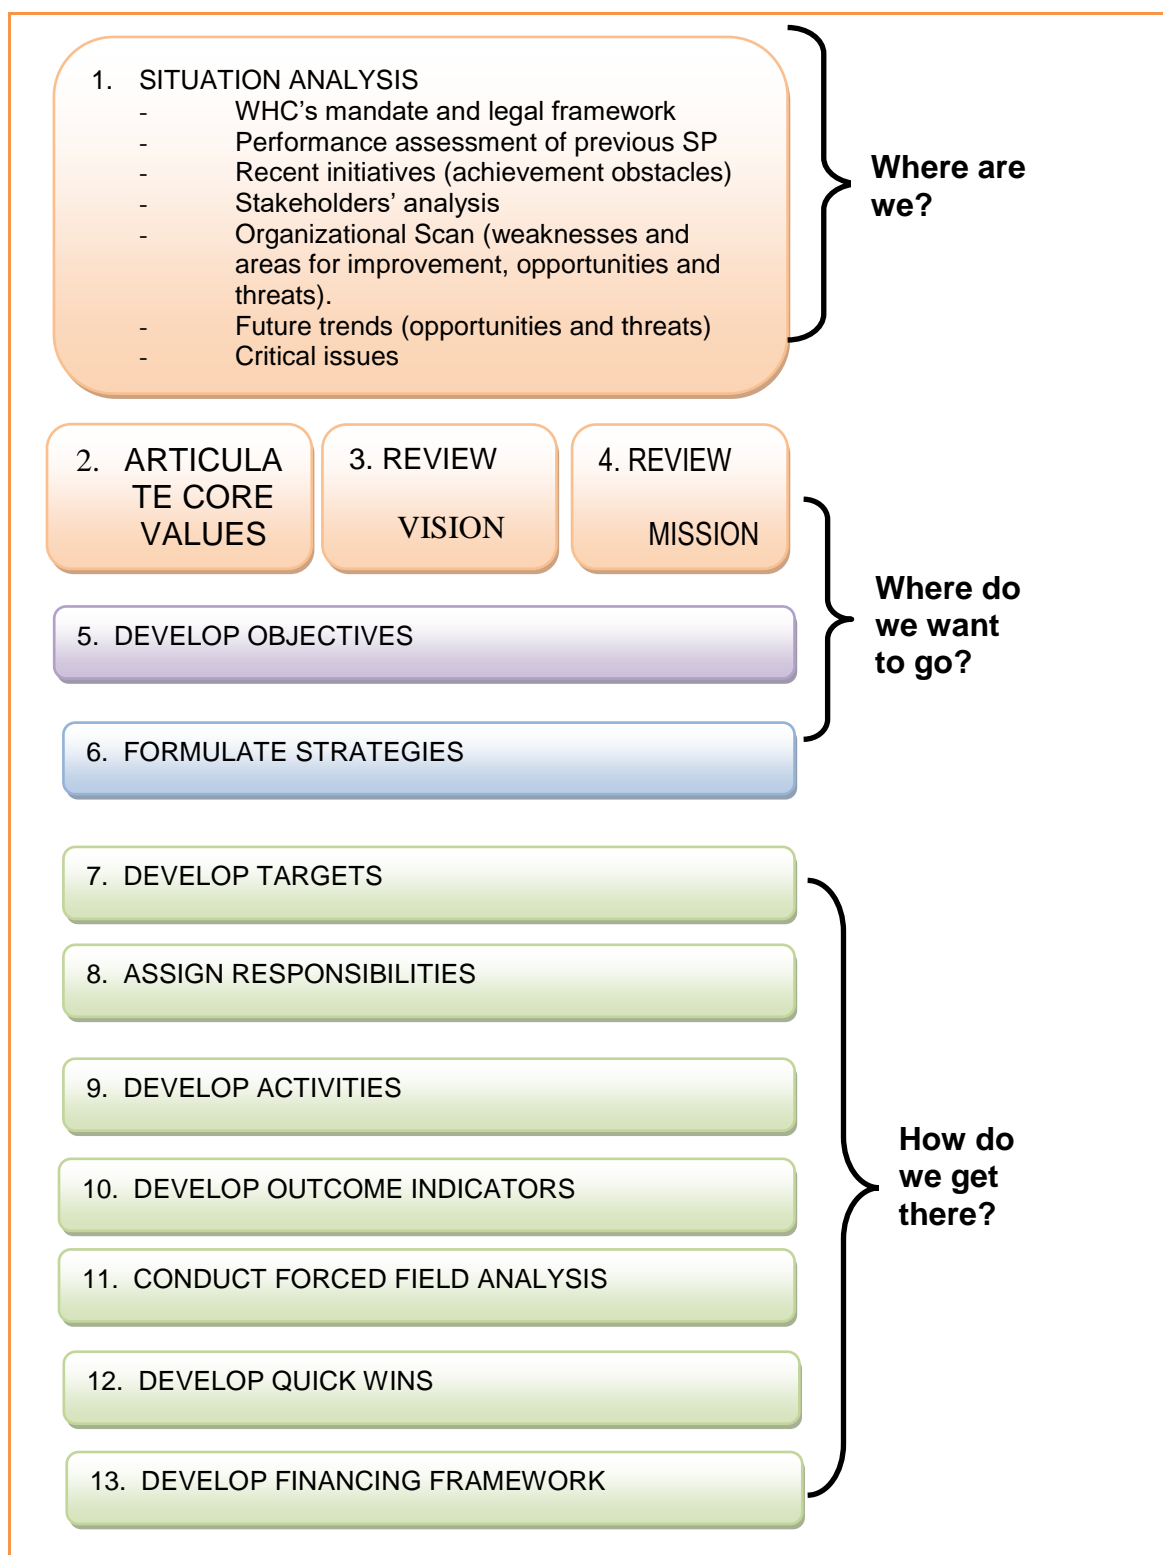 1. SITUATION ANALYSIS
- WHC's mandate and legal framework
- Performance assessment of previous SP
- Recent initiatives (achievement obstacles)
- Stakeholders' analysis
- Organizational Scan (weaknesses and
areas for improvement, opportunities and
threats).
- Future trends (opportunities and threats)
- Critical issues
Where are
we?
2. ARTICULA
TE CORE
VALUES
3. REVIEW
VISION
4. REVIEW
MISSION
5. DEVELOP OBJECTIVES
6. FORMULATE STRATEGIES
Where do
we want
to go?
7. DEVELOP TARGETS
8. ASSIGN RESPONSIBILITIES
9. DEVELOP ACTIVITIES
10. DEVELOP OUTCOME INDICATORS
11. CONDUCT FORCED FIELD ANALYSIS
12. DEVELOP QUICK WINS
13. DEVELOP FINANCING FRAMEWORK
How do
we get
there?